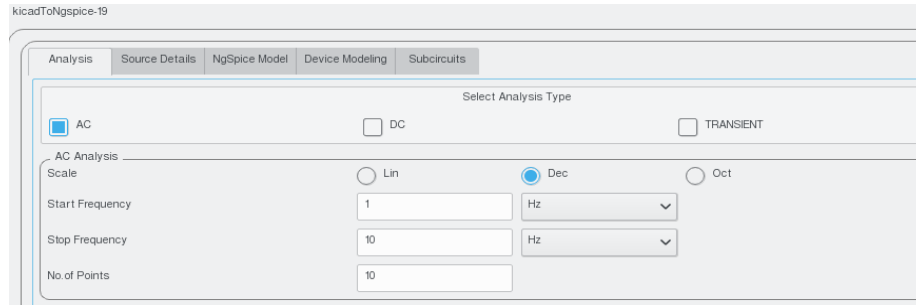 kicadToNgspice-19
Analysis Source Details NgSpice Model Device Modeling Subcircuits
Select Analysis Type
AC DC TRANSIENT
AC Analysis
Scale Lin Dec Oct
Start Frequency 1 Hz
Stop Frequency 10 Hz
No.of Points 10